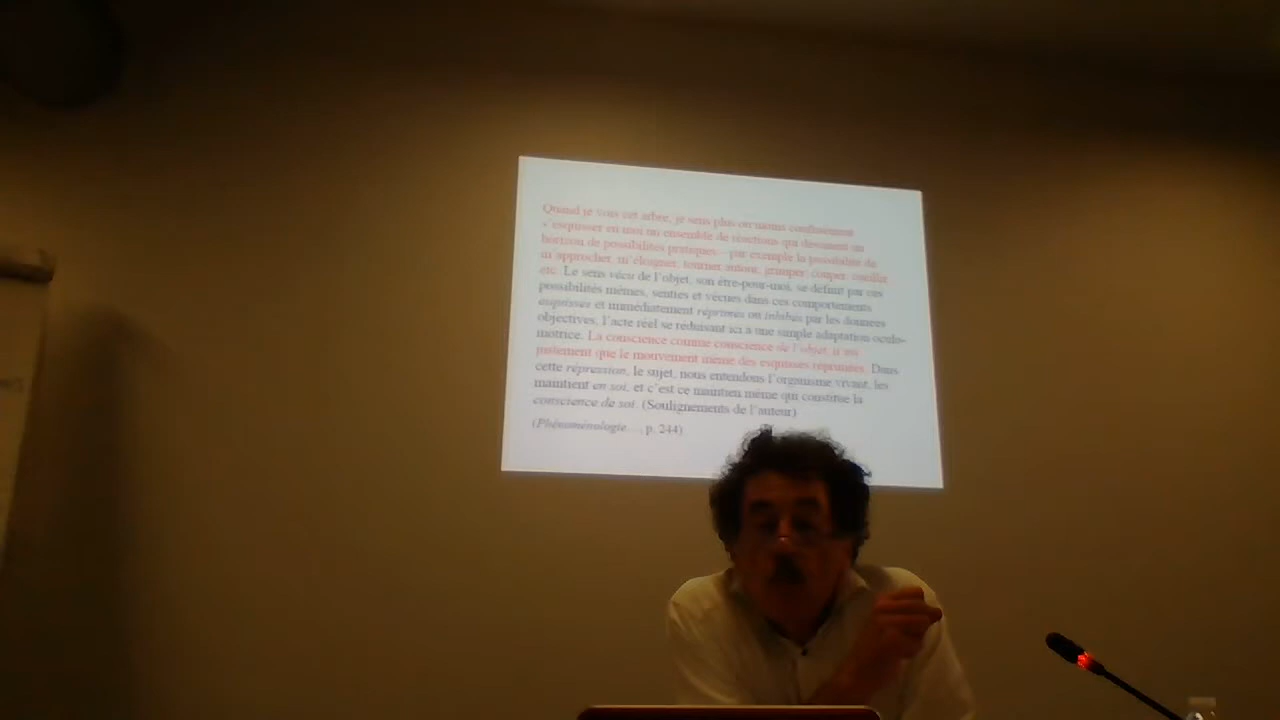 Quand je vois cet arbre, je sens plus ou moins confusément
s'esquisser en moi un ensemble de réactions qui dessinent un
horizon de possibilités pratiques – par exemple la possibilité de
m'approcher, m'éloigner, tourner autour, grimper, couper, cueillir
etc. Le sens vécu de l'objet, son être-pour-moi, se définit par ces
possibilités mêmes, senties et vécues dans ces comportements
esquissés et immédiatement réprimés ou inhibés par les données
objectives, l'acte réel se réduisant ici à une simple adaptation oculo-
motrice. La conscience comme conscience de l'objet, n'est
justement que le mouvement même des esquisses réprimées. Dans
cette répression, le sujet, nous entendons l'organisme vivant, les
maintient en soi, et c'est ce maintien même qui constitue la
conscience de soi. (Soulignements de l'auteur)
(Phénoménologie…, p. 244)